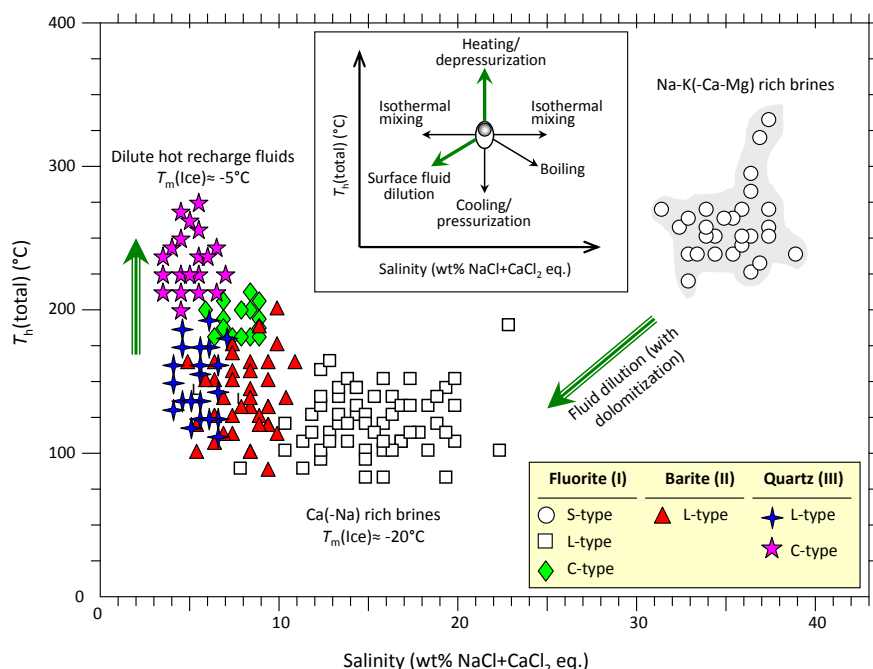 400
300
200
100
0
T_h(total) (°C)
0
10
20
30
40
Salinity (wt% NaCl+CaCl₂ eq.)
Heating/
depressurization
Isothermal
mixing
Isothermal
mixing
Surface fluid
dilution
Boiling
Cooling/
pressurization
T_h(total) (°C)
Salinity (wt% NaCl+CaCl₂ eq.)
Na-K(-Ca-Mg) rich brines
Dilute hot recharge fluids
T_m(Ice)≈ -5°C
Fluid dilution (with
dolomitization)
Ca(-Na) rich brines
T_m(Ice)≈ -20°C
Fluorite (I) Barite (II) Quartz (III)
S-type L-type L-type
L-type C-type
C-type